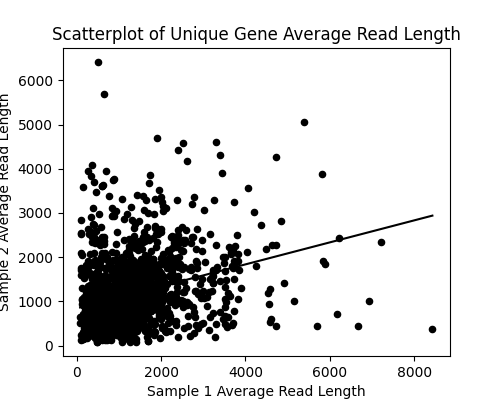 Scatterplot of Unique Gene Average Read Length
6000
5000
4000
3000
2000
1000
0
Sample 2 Average Read Length
0 2000 4000 6000 8000
Sample 1 Average Read Length